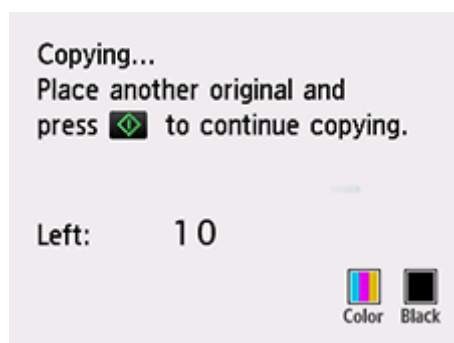 Copying...
Place another original and
press to continue copying.
Left: 10
Color Black